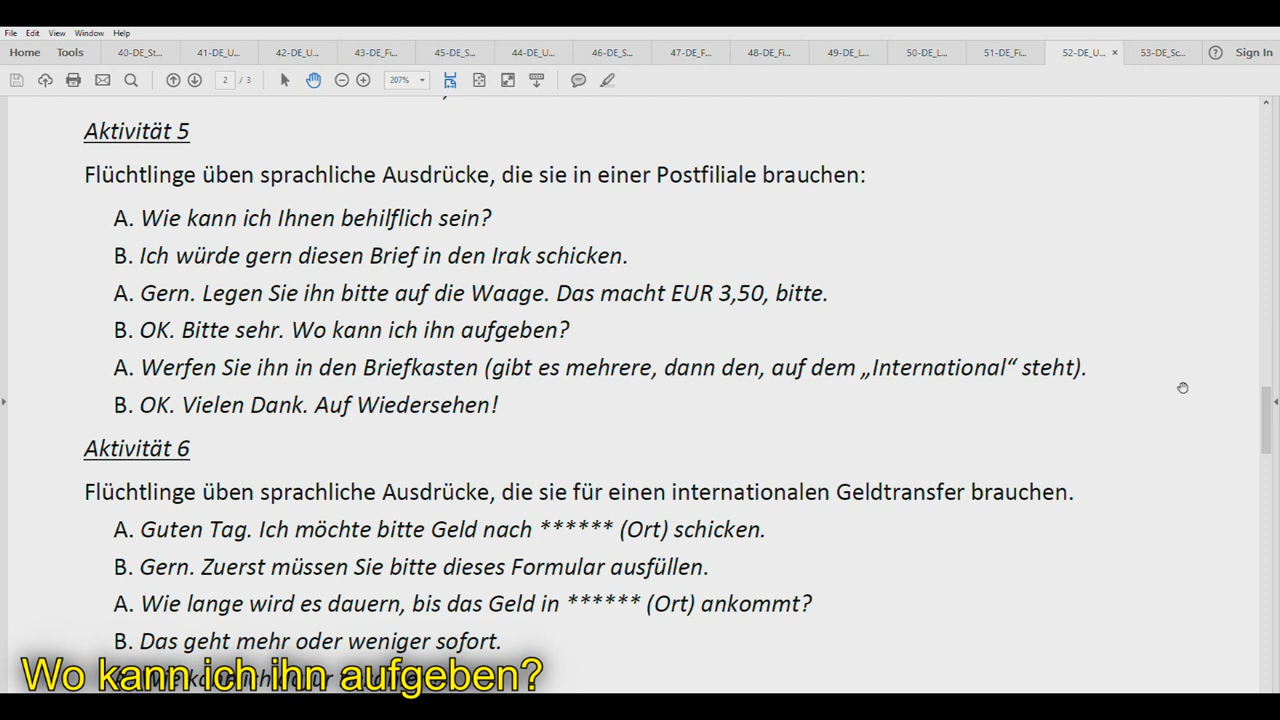 File Edit View Window Help
Home Tools 40-DE_St... 41-DE_U... 42-DE_U... 43-DE_Fi... 45-DE_S... 44-DE_U... 46-DE_S... 47-DE_F... 48-DE_Fi... 49-DE_L... 50-DE_L... 51-DE_Fi... 52-DE_U... × 53-DE_Sc... ? Sign In
2 / 3 207%
Aktivität 5
Flüchtlinge üben sprachliche Ausdrücke, die sie in einer Postfiliale brauchen:
A. Wie kann ich Ihnen behilflich sein?
B. Ich würde gern diesen Brief in den Irak schicken.
A. Gern. Legen Sie ihn bitte auf die Waage. Das macht EUR 3,50, bitte.
B. OK. Bitte sehr. Wo kann ich ihn aufgeben?
A. Werfen Sie ihn in den Briefkasten (gibt es mehrere, dann den, auf dem „International“ steht).
B. OK. Vielen Dank. Auf Wiedersehen!
Aktivität 6
Flüchtlinge üben sprachliche Ausdrücke, die sie für einen internationalen Geldtransfer brauchen.
A. Guten Tag. Ich möchte bitte Geld nach ****** (Ort) schicken.
B. Gern. Zuerst müssen Sie bitte dieses Formular ausfüllen.
A. Wie lange wird es dauern, bis das Geld in ****** (Ort) ankommt?
B. Das geht mehr oder weniger sofort.
Wo kann ich ihn aufgeben?